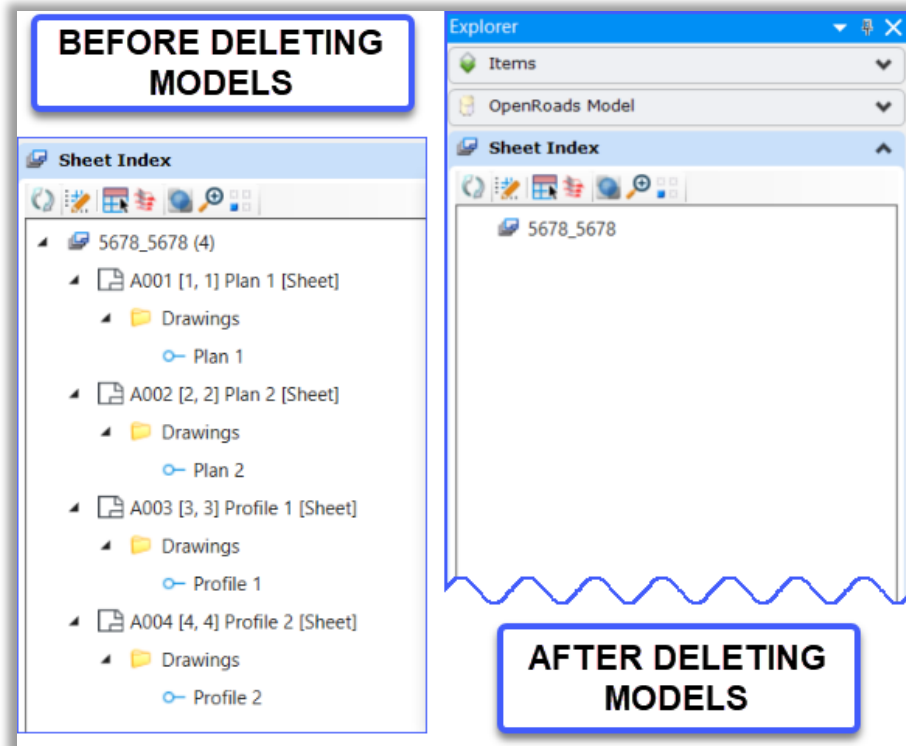 BEFORE DELETING
MODELS
Sheet Index
5678_5678 (4)
A001 [1, 1] Plan 1 [Sheet]
Drawings
Plan 1
A002 [2, 2] Plan 2 [Sheet]
Drawings
Plan 2
A003 [3, 3] Profile 1 [Sheet]
Drawings
Profile 1
A004 [4, 4] Profile 2 [Sheet]
Drawings
Profile 2
Explorer
Items
OpenRoads Model
Sheet Index
5678_5678
AFTER DELETING
MODELS